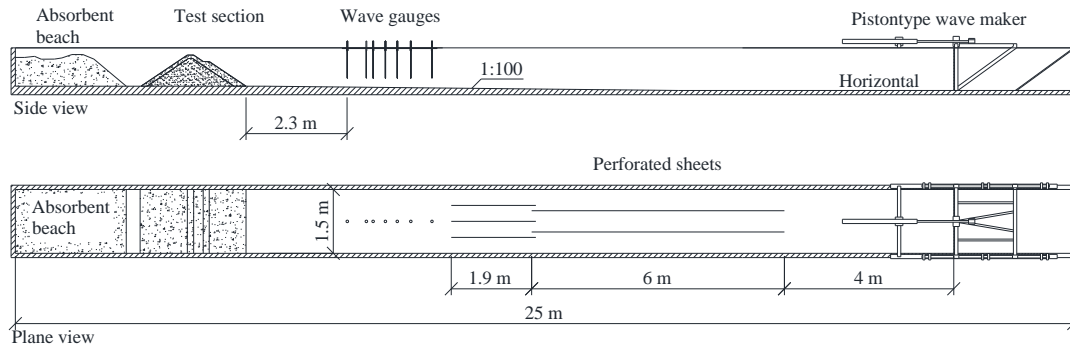 Absorbent
beach
Test section
Wave gauges
Pistontype wave maker
1:100
Horizontal
Side view
2.3 m
Perforated sheets
Absorbent
beach
1.5 m
1.9 m
6 m
4 m
25 m
Plane view